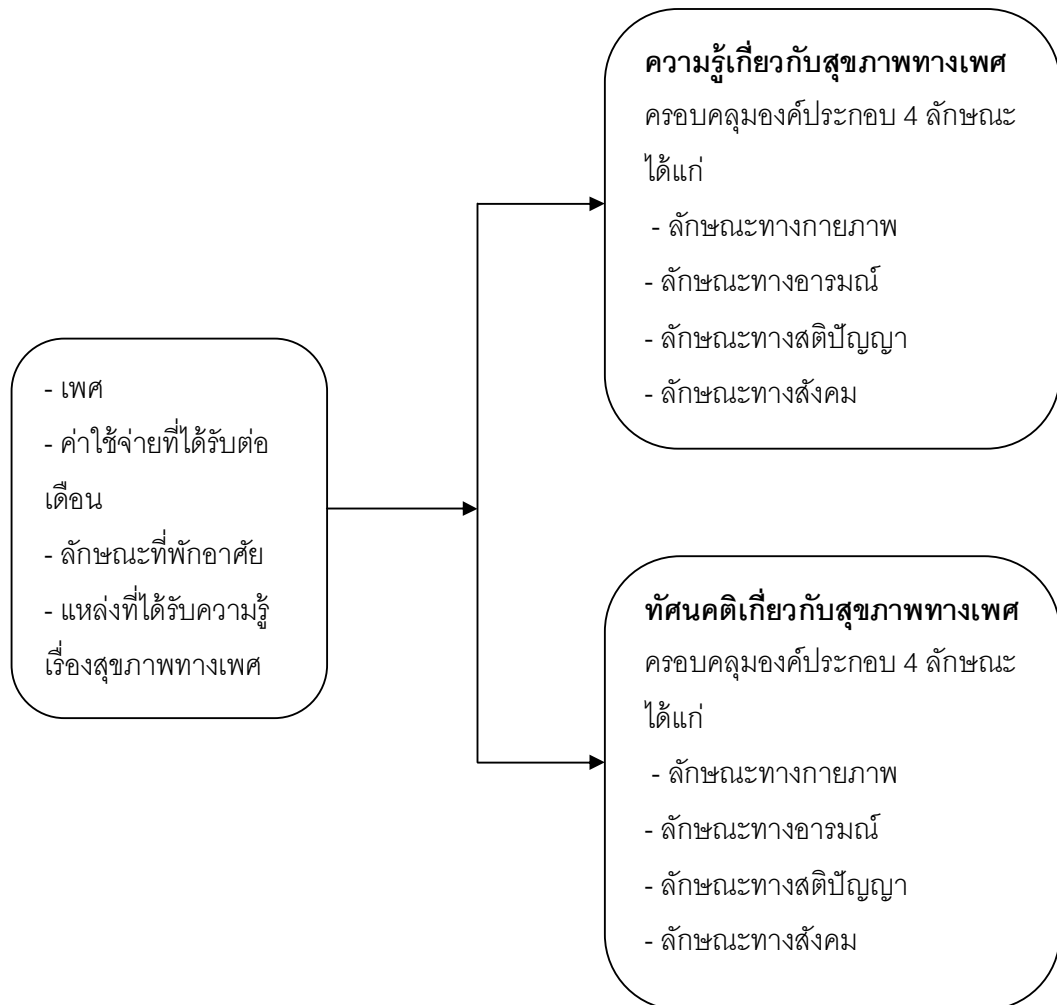 - เพศ
- ค่าใช้จ่ายที่ได้รับต่อ
เดือน
- ลักษณะที่พักอาศัย
- แหล่งที่ได้รับความรู้
เรื่องสุขภาพทางเพศ
ความรู้เกี่ยวกับสุขภาพทางเพศ
ครอบคลุมองค์ประกอบ 4 ลักษณะ
ได้แก่
- ลักษณะทางกายภาพ
- ลักษณะทางอารมณ์
- ลักษณะทางสติปัญญา
- ลักษณะทางสังคม
ทัศนคติเกี่ยวกับสุขภาพทางเพศ
ครอบคลุมองค์ประกอบ 4 ลักษณะ
ได้แก่
- ลักษณะทางกายภาพ
- ลักษณะทางอารมณ์
- ลักษณะทางสติปัญญา
- ลักษณะทางสังคม